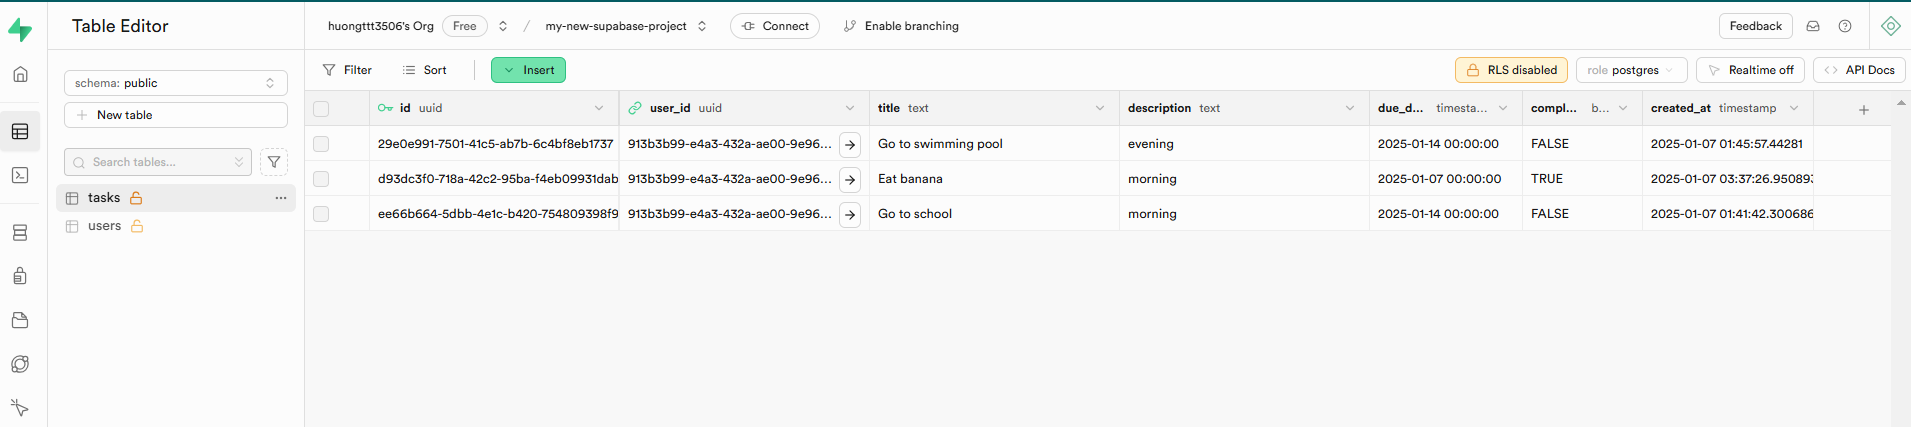 Table Editor
huongttt3506's Org Free / my-new-supabase-project Connect Enable branching Feedback
schema: public
New table
Search tables...
tasks
users
Filter Sort Insert RLS disabled role postgres Realtime off API Docs
id uuid user_id uuid title text description text due_d... timesta... compl... b... created_at timestamp
29e0e991-7501-41c5-ab7b-6c4bf8eb1737 913b3b99-e4a3-432a-ae00-9e96... Go to swimming pool evening 2025-01-14 00:00:00 FALSE 2025-01-07 01:45:57.44281
d93dc3f0-718a-42c2-95ba-f4eb09931dab 913b3b99-e4a3-432a-ae00-9e96... Eat banana morning 2025-01-07 00:00:00 TRUE 2025-01-07 03:37:26.950893
ee66b664-5dbb-4e1c-b420-754809398f9 913b3b99-e4a3-432a-ae00-9e96... Go to school morning 2025-01-14 00:00:00 FALSE 2025-01-07 01:41:42.300686